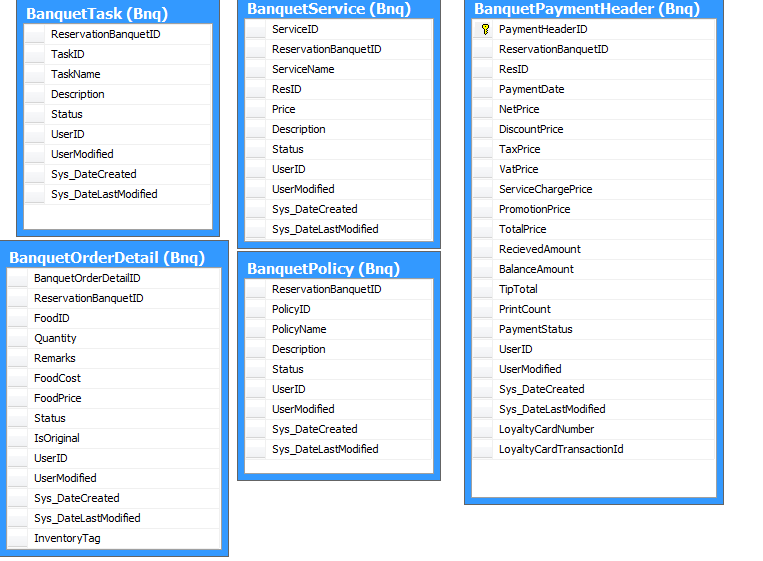 BanquetTask (Bnq)
ReservationBanquetID
TaskID
TaskName
Description
Status
UserID
UserModified
Sys_DateCreated
Sys_DateLastModified
BanquetService (Bnq)
ServiceID
ReservationBanquetID
ServiceName
ResID
Price
Description
Status
UserID
UserModified
Sys_DateCreated
Sys_DateLastModified
BanquetPaymentHeader (Bnq)
PaymentHeaderID
ReservationBanquetID
ResID
PaymentDate
NetPrice
DiscountPrice
TaxPrice
VatPrice
ServiceChargePrice
PromotionPrice
TotalPrice
RecievedAmount
BalanceAmount
TipTotal
PrintCount
PaymentStatus
UserID
UserModified
Sys_DateCreated
Sys_DateLastModified
LoyaltyCardNumber
LoyaltyCardTransactionId
BanquetOrderDetail (Bnq)
BanquetOrderDetailID
ReservationBanquetID
FoodID
Quantity
Remarks
FoodCost
FoodPrice
Status
IsOriginal
UserID
UserModified
Sys_DateCreated
Sys_DateLastModified
InventoryTag
BanquetPolicy (Bnq)
ReservationBanquetID
PolicyID
PolicyName
Description
Status
UserID
UserModified
Sys_DateCreated
Sys_DateLastModified